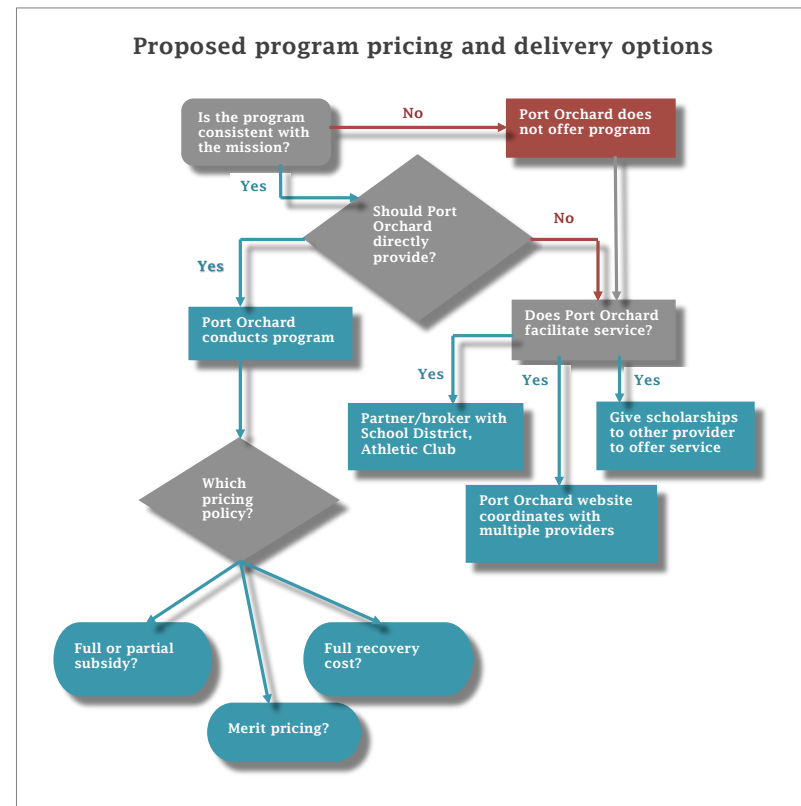 Proposed program pricing and delivery options
Is the program
consistent with
the mission?
No
Port Orchard does
not offer program
Yes
Should Port
Orchard
directly
provide?
No
Yes
Port Orchard
conducts program
Does Port Orchard
facilitate service?
Yes
Yes
Yes
Partner/broker with
School District,
Athletic Club
Give scholarships
to other provider
to offer service
Port Orchard website
coordinates with
multiple providers
Which
pricing
policy?
Full or partial
subsidy?
Full recovery
cost?
Merit pricing?